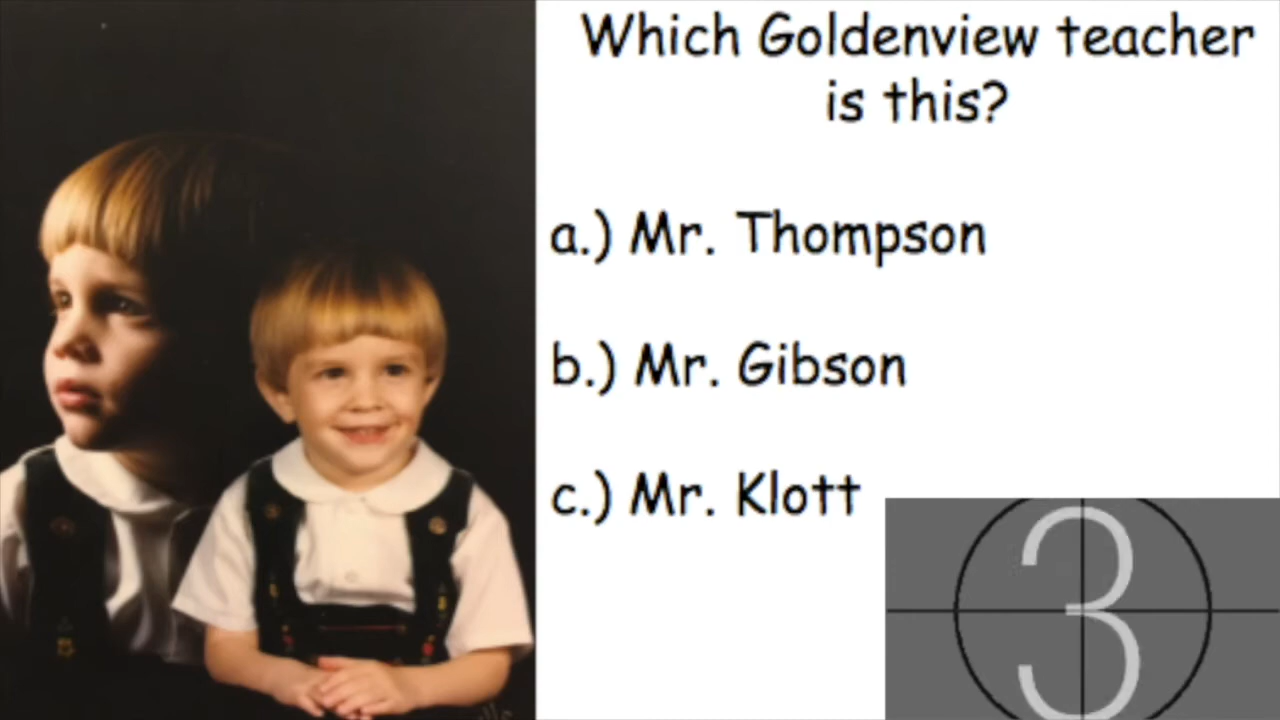 Which Goldenview teacher
is this?
a.) Mr. Thompson
b.) Mr. Gibson
c.) Mr. Klott
3